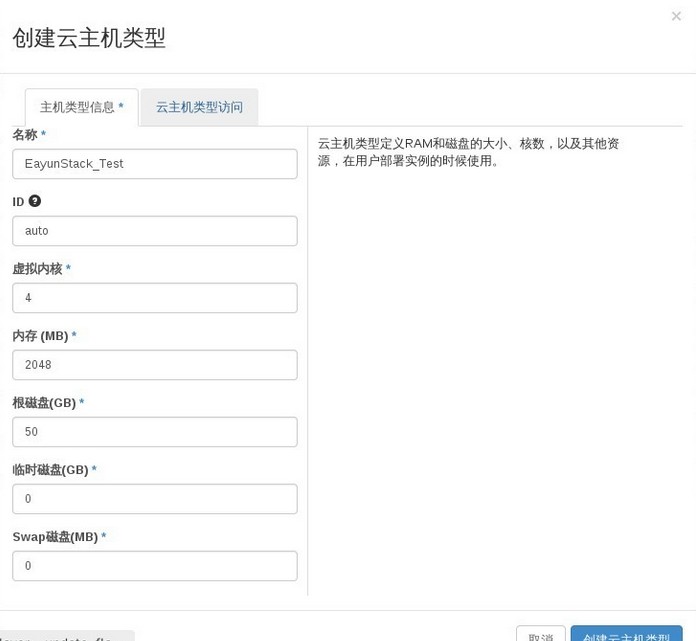 ×
创建云主机类型
主机类型信息 *
云主机类型访问
名称 *
EayunStack_Test
ID ?
auto
虚拟内核 *
4
内存 (MB) *
2048
根磁盘(GB) *
50
临时磁盘(GB) *
0
Swap磁盘(MB) *
0
云主机类型定义RAM和磁盘的大小、核数，以及其他资
源，在用户部署实例的时候使用。
取消
创建云主机类型